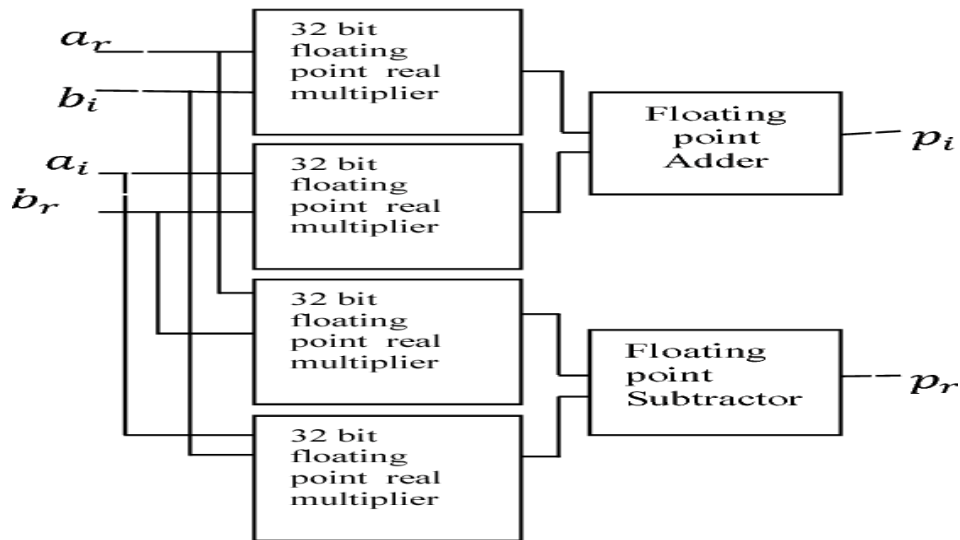 a_r
b_i
a_i
b_r
32 bit
floating
point real
multiplier
32 bit
floating
point real
multiplier
32 bit
floating
point real
multiplier
32 bit
floating
point real
multiplier
Floating
point
Adder
p_i
Floating
point
Subtractor
p_r